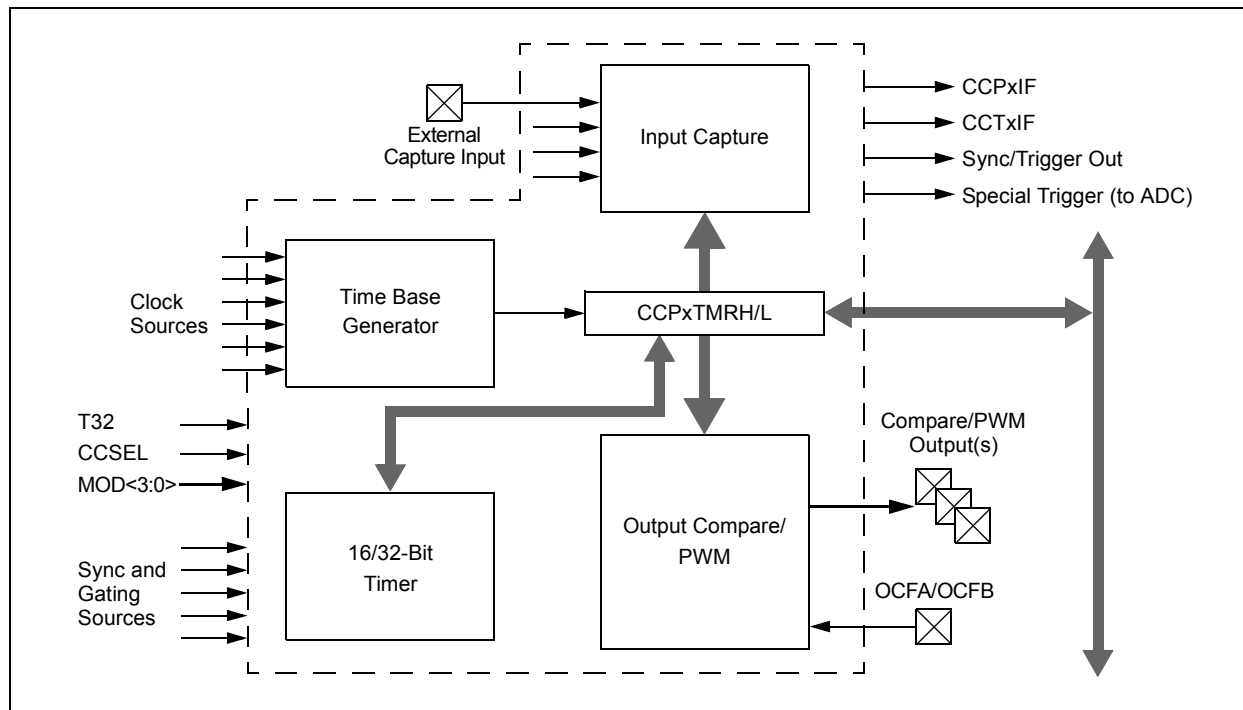 External
Capture Input
Input Capture
CCPxIF
CCTxIF
Sync/Trigger Out
Special Trigger (to ADC)
Clock
Sources
Time Base
Generator
CCPxTMRH/L
T32
CCSEL
MOD<3:0>
Sync and
Gating
Sources
16/32-Bit
Timer
Output Compare/
PWM
Compare/PWM
Output(s)
OCFA/OCFB